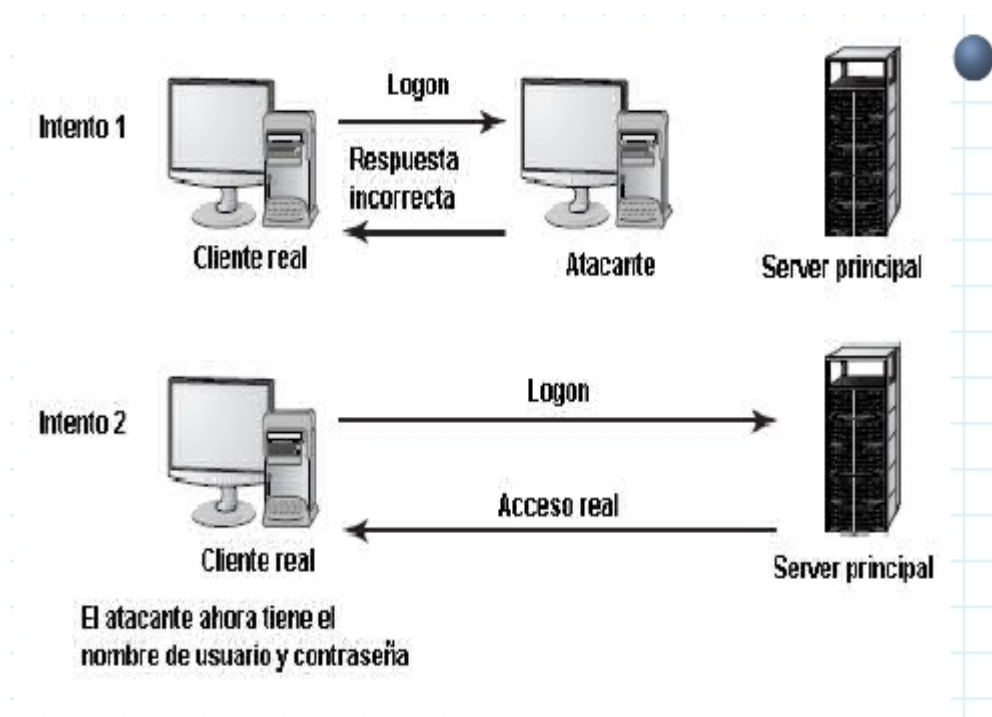 Intento 1
Logon
Respuesta
incorrecta
Cliente real
Atacante
Server principal
Intento 2
Logon
Acceso real
Cliente real
Server principal
El atacante ahora tiene el
nombre de usuario y contraseña